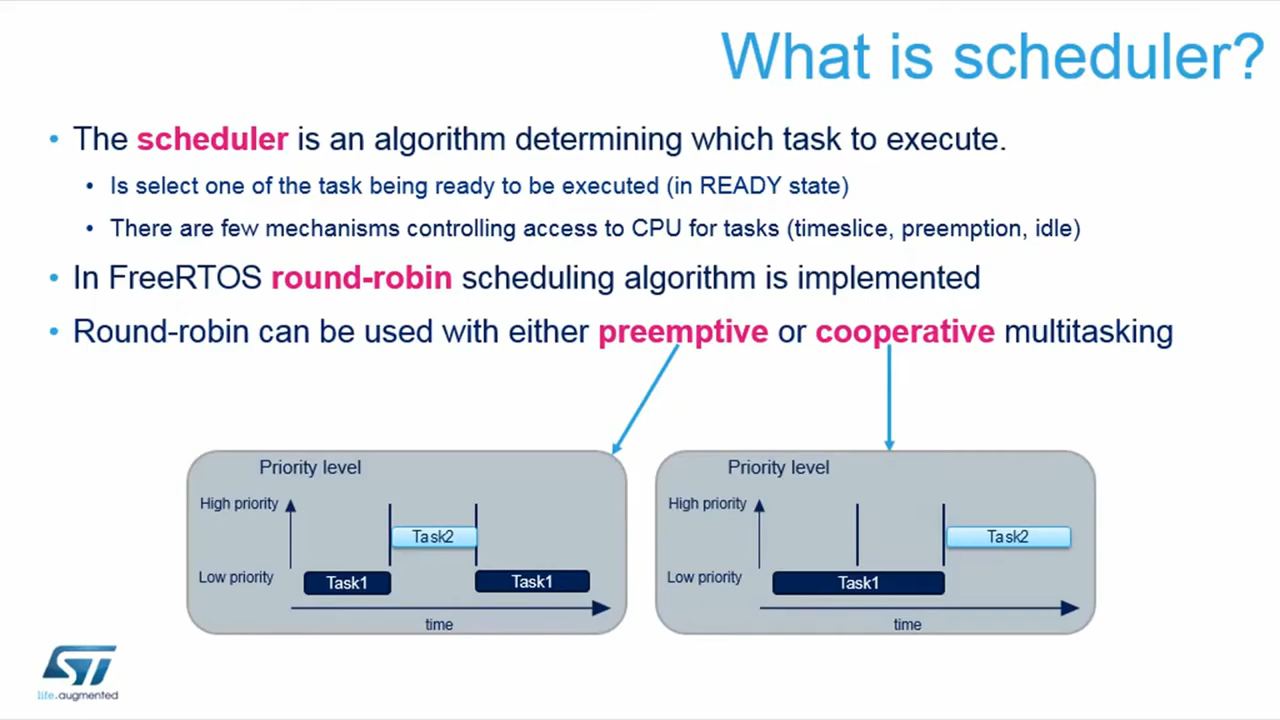 What is scheduler?
• The scheduler is an algorithm determining which task to execute.
• Is select one of the task being ready to be executed (in READY state)
• There are few mechanisms controlling access to CPU for tasks (timeslice, preemption, idle)
• In FreeRTOS round-robin scheduling algorithm is implemented
• Round-robin can be used with either preemptive or cooperative multitasking
Priority level
High priority
Task2
Low priority
Task1
Task1
time
Priority level
High priority
Task2
Low priority
Task1
time
ST
life.augmented